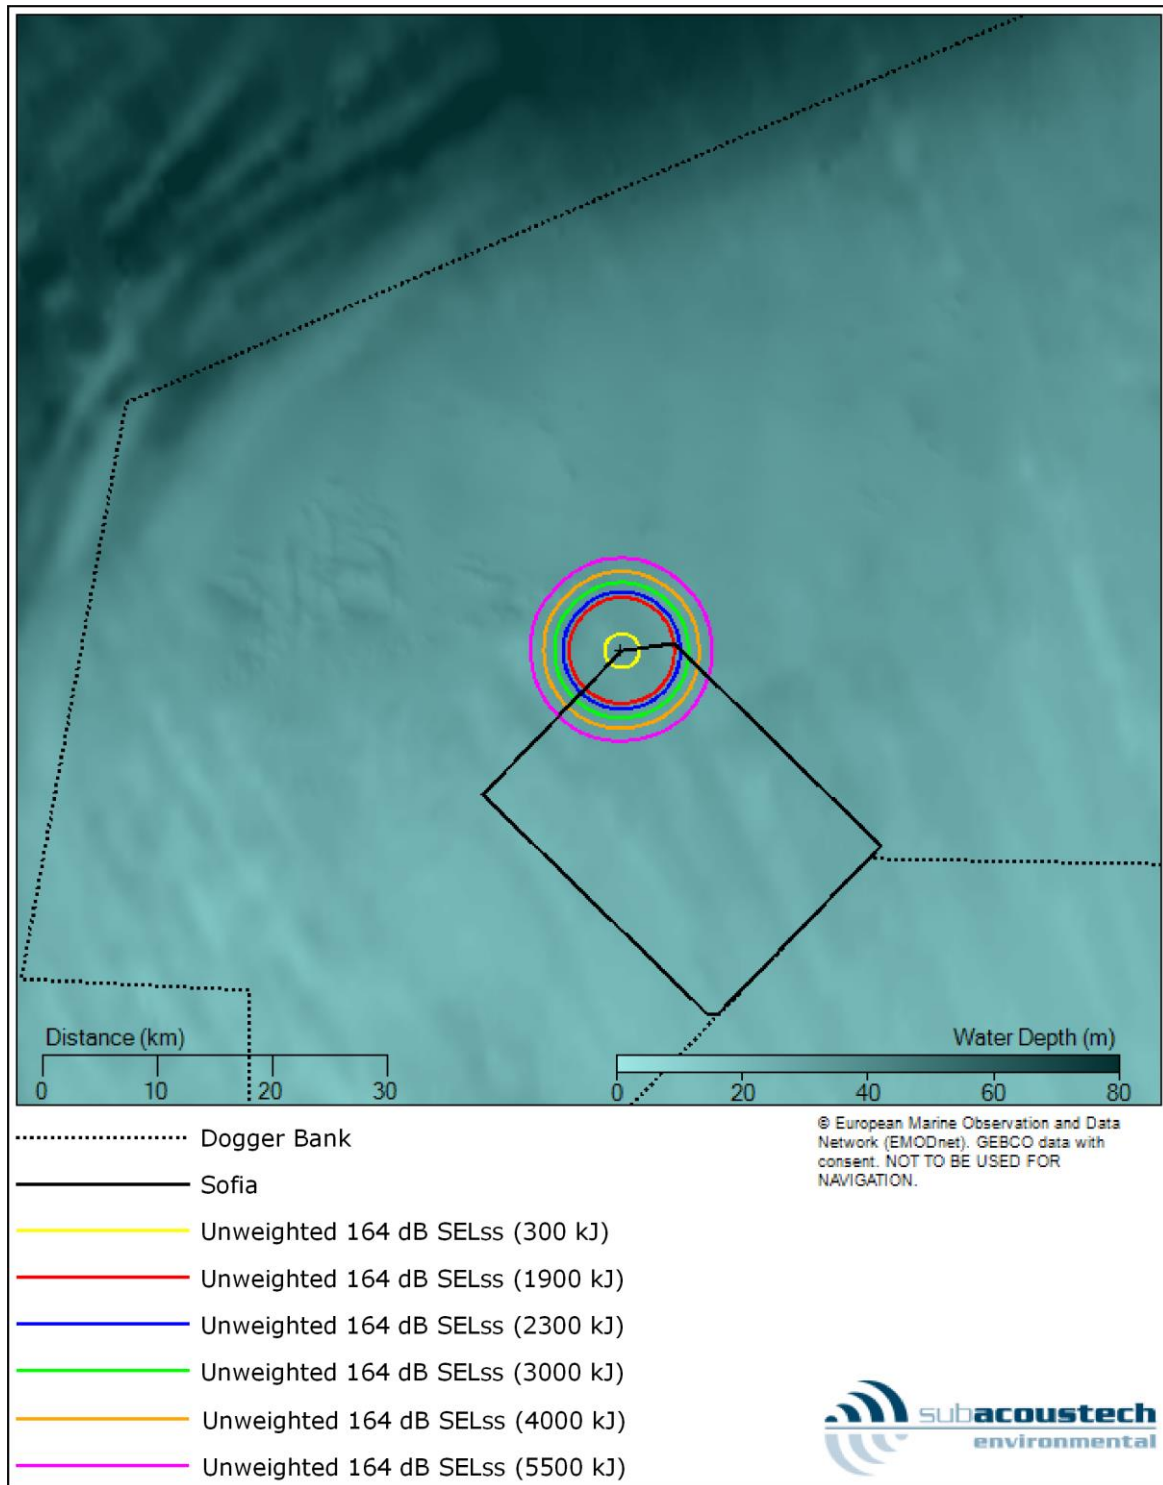 Distance (km)
0 10 20 30
Water Depth (m)
0 20 40 60 80
© European Marine Observation and Data
Network (EMODnet). GEBCO data with
consent. NOT TO BE USED FOR
NAVIGATION.
Dogger Bank
Sofia
Unweighted 164 dB SELss (300 kJ)
Unweighted 164 dB SELss (1900 kJ)
Unweighted 164 dB SELss (2300 kJ)
Unweighted 164 dB SELss (3000 kJ)
Unweighted 164 dB SELss (4000 kJ)
Unweighted 164 dB SELss (5500 kJ)
subacoustech
environmental